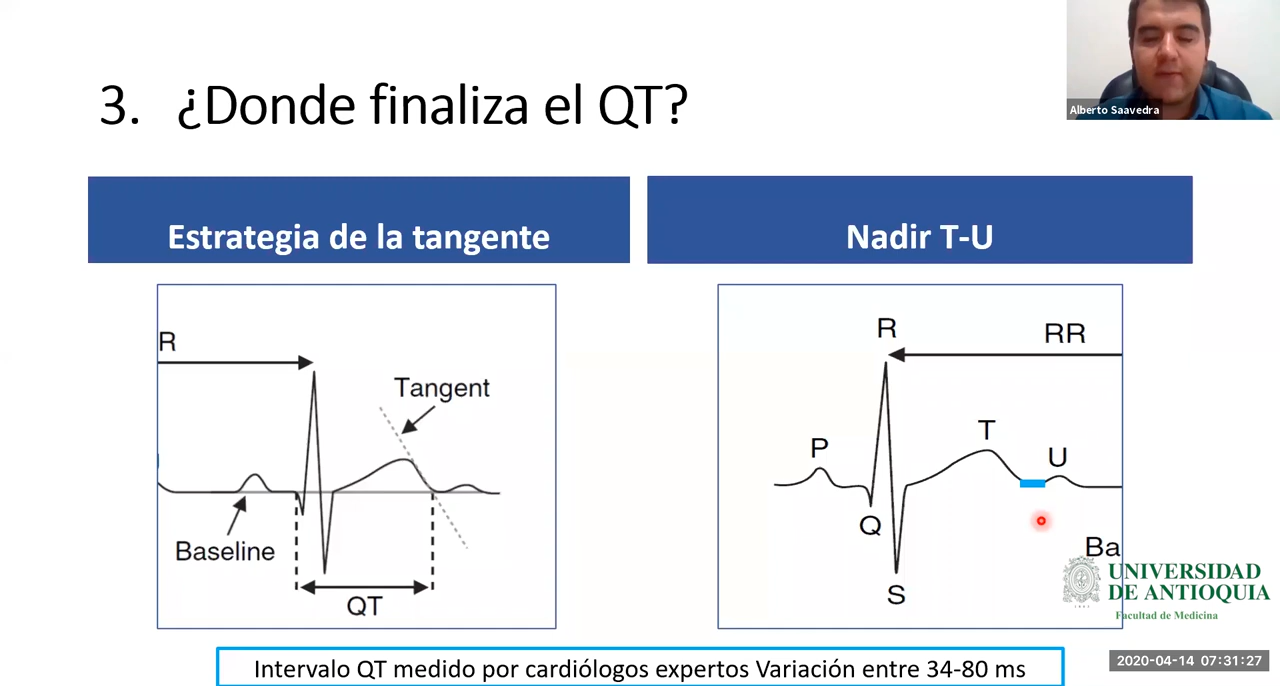 3. ¿Donde finaliza el QT?
Alberto Saavedra
Estrategia de la tangente
Nadir T-U
R
Tangent
Baseline
QT
R
RR
P
T
U
Q
S
Ba
UNIVERSIDAD
DE ANTIOQUIA
Facultad de Medicina
1803
Intervalo QT medido por cardiólogos expertos Variación entre 34-80 ms
2020-04-14 07:31:27